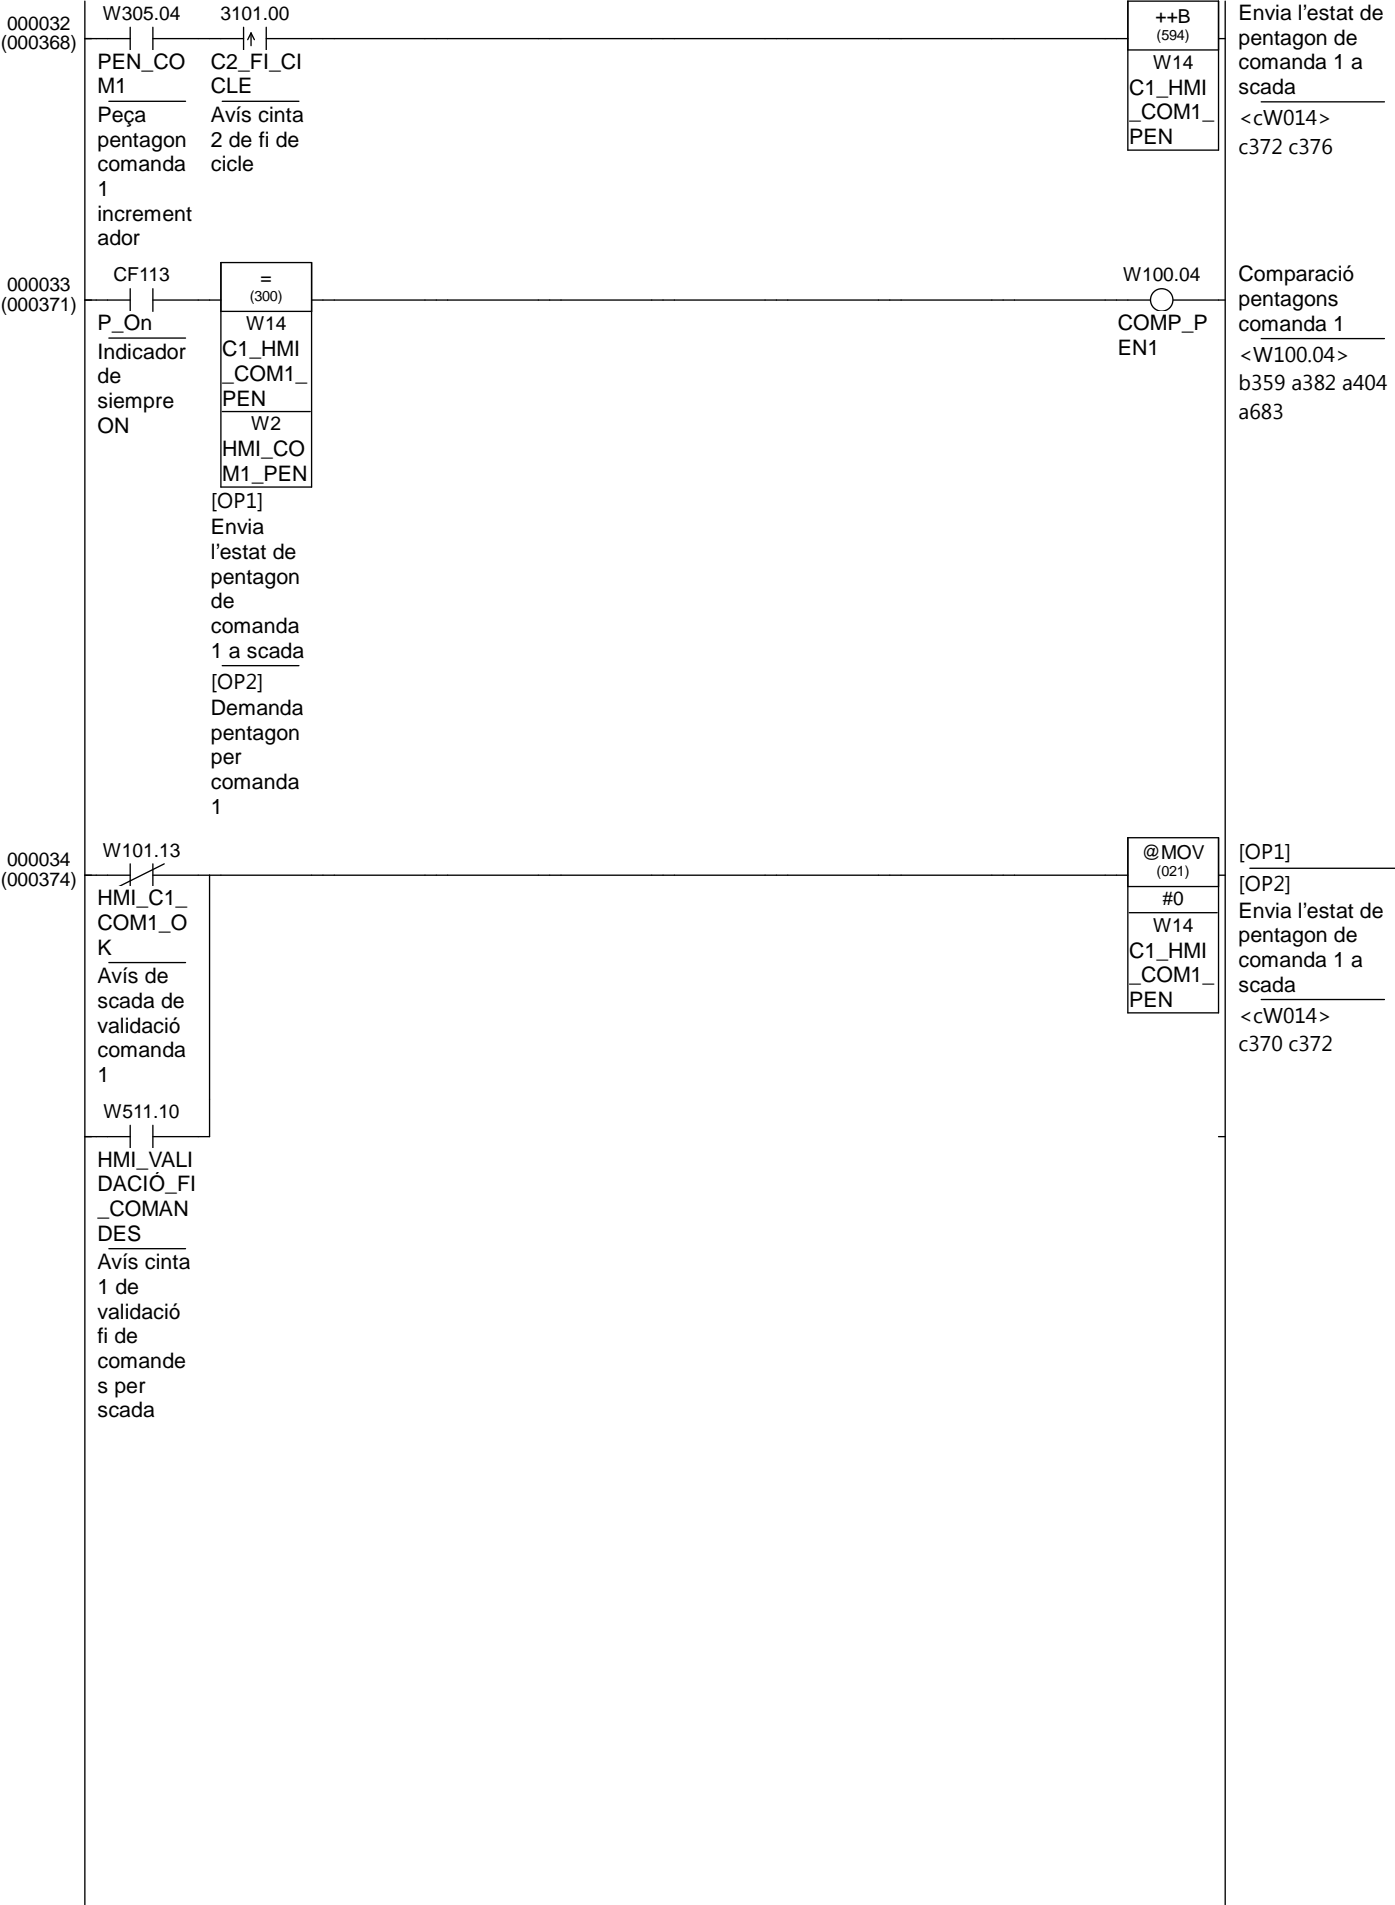 000032
(000368)
W305.04
PEN_CO
M1
Peça
pentagon
comanda
1
increment
ador
3101.00
C2_FI_CI
CLE
Avís cinta
2 de fi de
cicle
++B
(594)
W14
C1_HMI
_COM1_
PEN
Envia l'estat de
pentagon de
comanda 1 a
scada
<cW014>
c372 c376
000033
(000371)
CF113
P_On
Indicador
de
siempre
ON
=
(300)
W14
C1_HMI
_COM1_
PEN
W2
HMI_CO
M1_PEN
[OP1]
Envia
l'estat de
pentagon
de
comanda
1 a scada
[OP2]
Demanda
pentagon
per
comanda
1
W100.04
COMP_P
EN1
Comparació
pentagons
comanda 1
<W100.04>
b359 a382 a404
a683
000034
(000374)
W101.13
HMI_C1_
COM1_O
K
Avís de
scada de
validació
comanda
1
W511.10
HMI_VALI
DACIÓ_FI
_COMAN
DES
Avís cinta
1 de
validació
fi de
comande
s per
scada
@MOV
(021)
#0
W14
C1_HMI
_COM1_
PEN
[OP1]
[OP2]
Envia l'estat de
pentagon de
comanda 1 a
scada
<cW014>
c370 c372